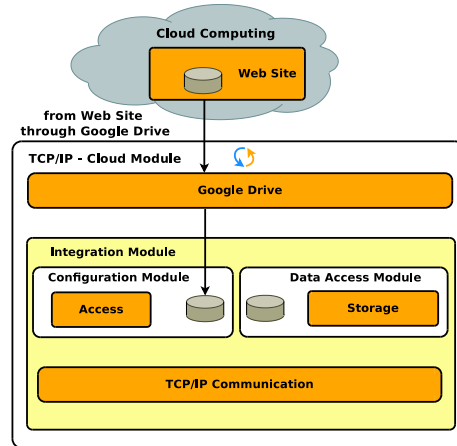 Cloud Computing
Web Site
from Web Site
through Google Drive
TCP/IP - Cloud Module
Google Drive
Integration Module
Configuration Module
Access
Data Access Module
Storage
TCP/IP Communication